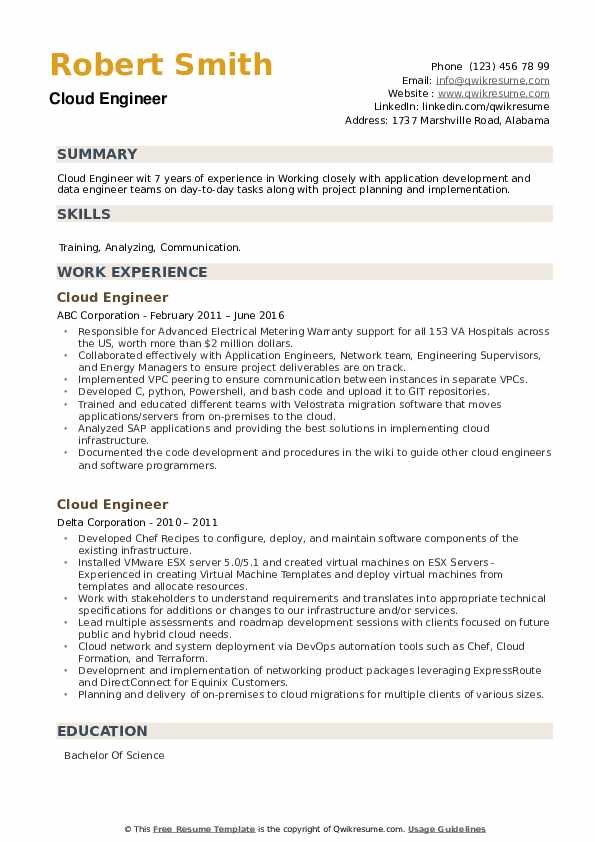 Robert Smith
Cloud Engineer
Phone (123) 456 78 99
Email: info@qwikresume.com
Website : www.qwikresume.com
LinkedIn: linkedin.com/qwikresume
Address: 1737 Marshville Road, Alabama
SUMMARY
Cloud Engineer wit 7 years of experience in Working closely with application development and
data engineer teams on day-to-day tasks along with project planning and implementation.
SKILLS
Training, Analyzing, Communication.
WORK EXPERIENCE
Cloud Engineer
ABC Corporation - February 2011 – June 2016
• Responsible for Advanced Electrical Metering Warranty support for all 153 VA Hospitals across
the US, worth more than $2 million dollars.
• Collaborated effectively with Application Engineers, Network team, Engineering Supervisors,
and Energy Managers to ensure project deliverables are on track.
• Implemented VPC peering to ensure communication between instances in separate VPCs.
• Developed C, python, Powershell, and bash code and upload it to GIT repositories.
• Trained and educated different teams with Velostrata migration software that moves
applications/servers from on-premises to the cloud.
• Analyzed SAP applications and providing the best solutions in implementing cloud
infrastructure.
• Documented the code development and procedures in the wiki to guide other cloud engineers
and software programmers.
Cloud Engineer
Delta Corporation - 2010 – 2011
• Developed Chef Recipes to configure, deploy, and maintain software components of the
existing infrastructure.
• Installed VMware ESX server 5.0/5.1 and created virtual machines on ESX Servers -
Experienced in creating Virtual Machine Templates and deploy virtual machines from
templates and allocate resources.
• Work with stakeholders to understand requirements and translates into appropriate technical
specifications for additions or changes to our infrastructure and/or services.
• Lead multiple assessments and roadmap development sessions with clients focused on future
public and hybrid cloud needs.
• Cloud network and system deployment via DevOps automation tools such as Chef, Cloud
Formation, and Terraform.
• Development and implementation of networking product packages leveraging ExpressRoute
and DirectConnect for Equinix Customers.
• Planning and delivery of on-premises to cloud migrations for multiple clients of various sizes.
EDUCATION
Bachelor Of Science
© This Free Resume Template is the copyright of Qwikresume.com. Usage Guidelines